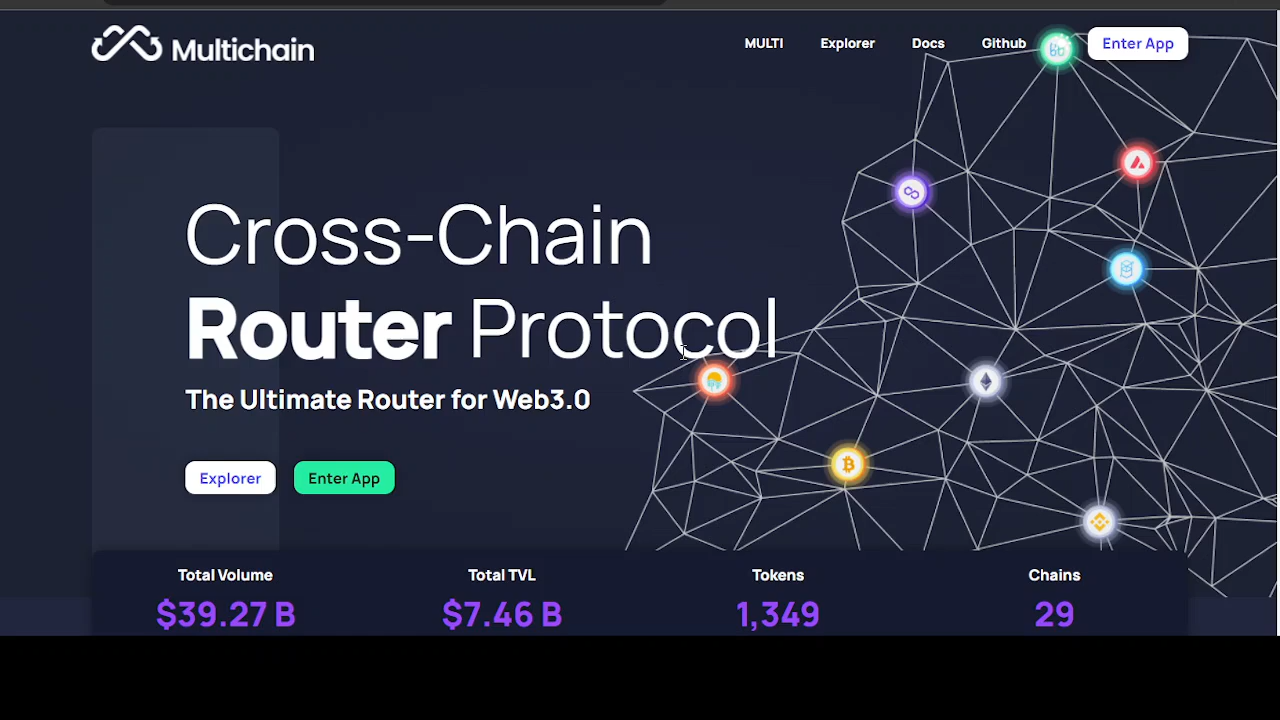 Multichain
MULTI Explorer Docs Github Enter App
Cross-Chain
Router Protocol
The Ultimate Router for Web3.0
Explorer Enter App
Total Volume Total TVL Tokens Chains
$39.27 B $7.46 B 1,349 29